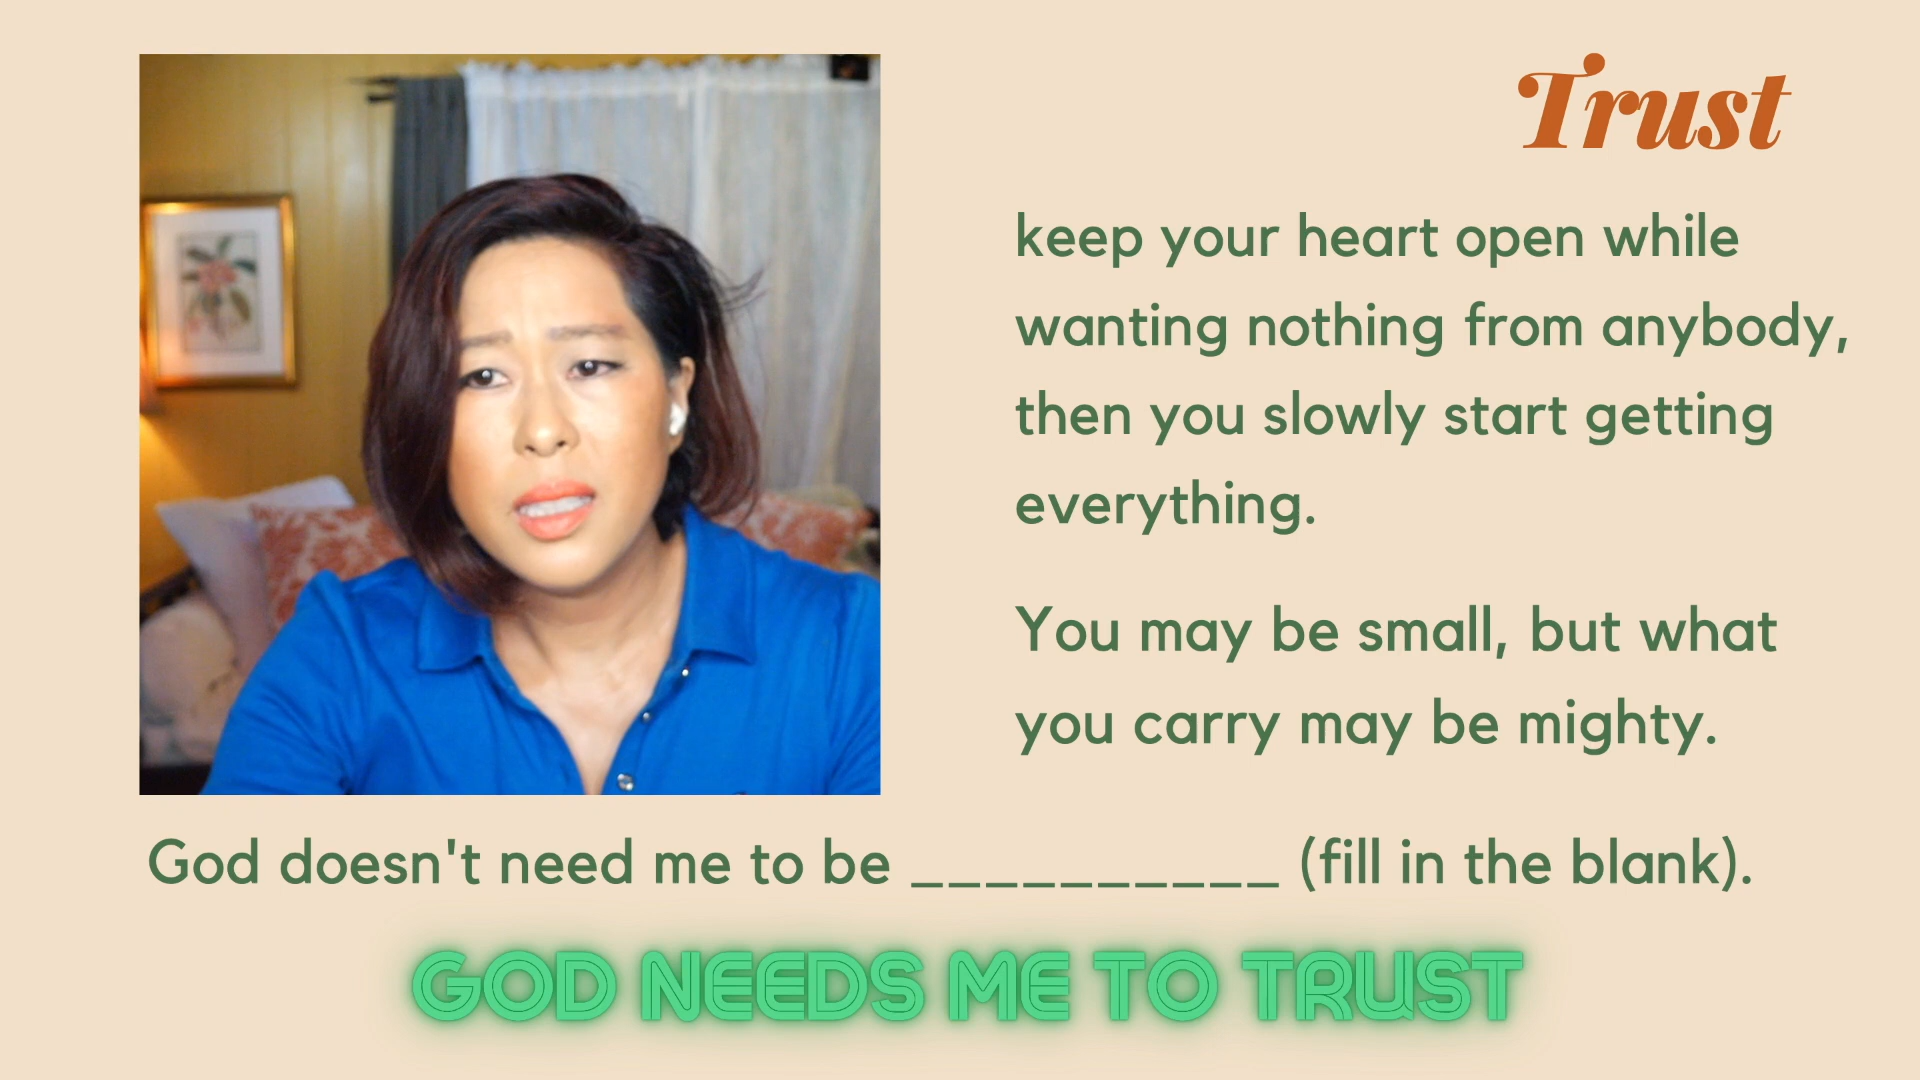 Trust
keep your heart open while
wanting nothing from anybody,
then you slowly start getting
everything.
You may be small, but what
you carry may be mighty.
God doesn't need me to be __________ (fill in the blank).
GOD NEEDS ME TO TRUST